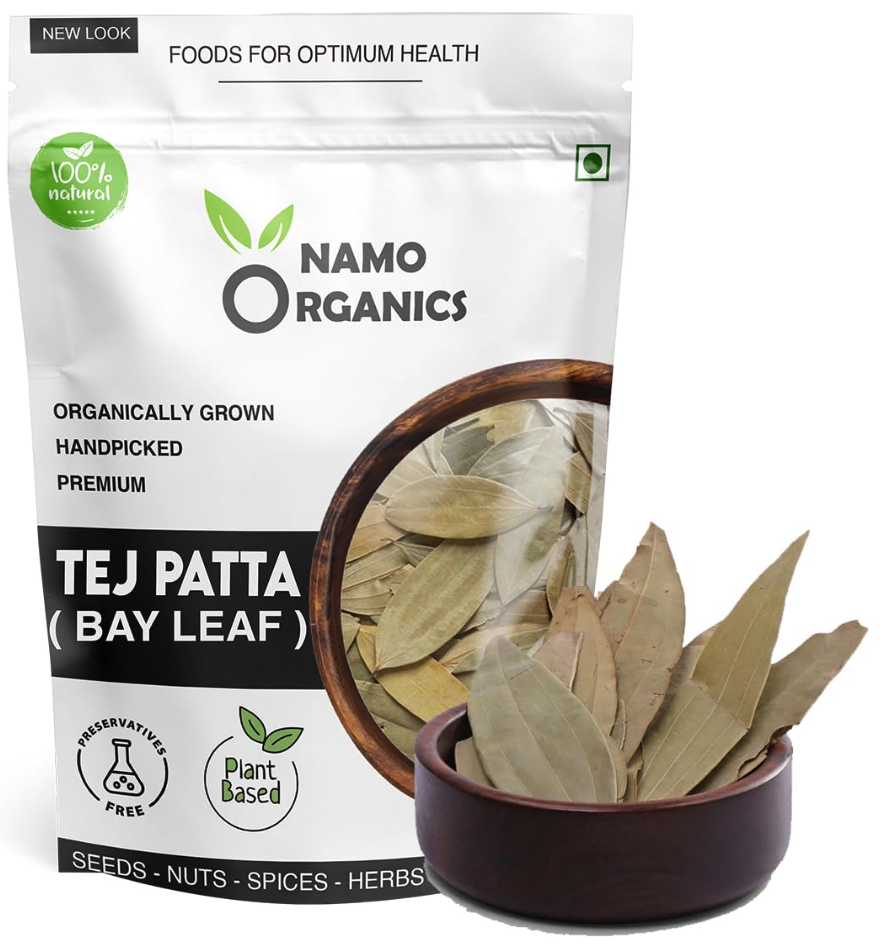 NEW LOOK
FOODS FOR OPTIMUM HEALTH
100%
natural
NAMO
ORGANICS
ORGANICALLY GROWN
HANDPICKED
PREMIUM
TEJ PATTA
( BAY LEAF )
PRESERVATIVES
FREE
Plant
Based
SEEDS - NUTS - SPICES - HERBS